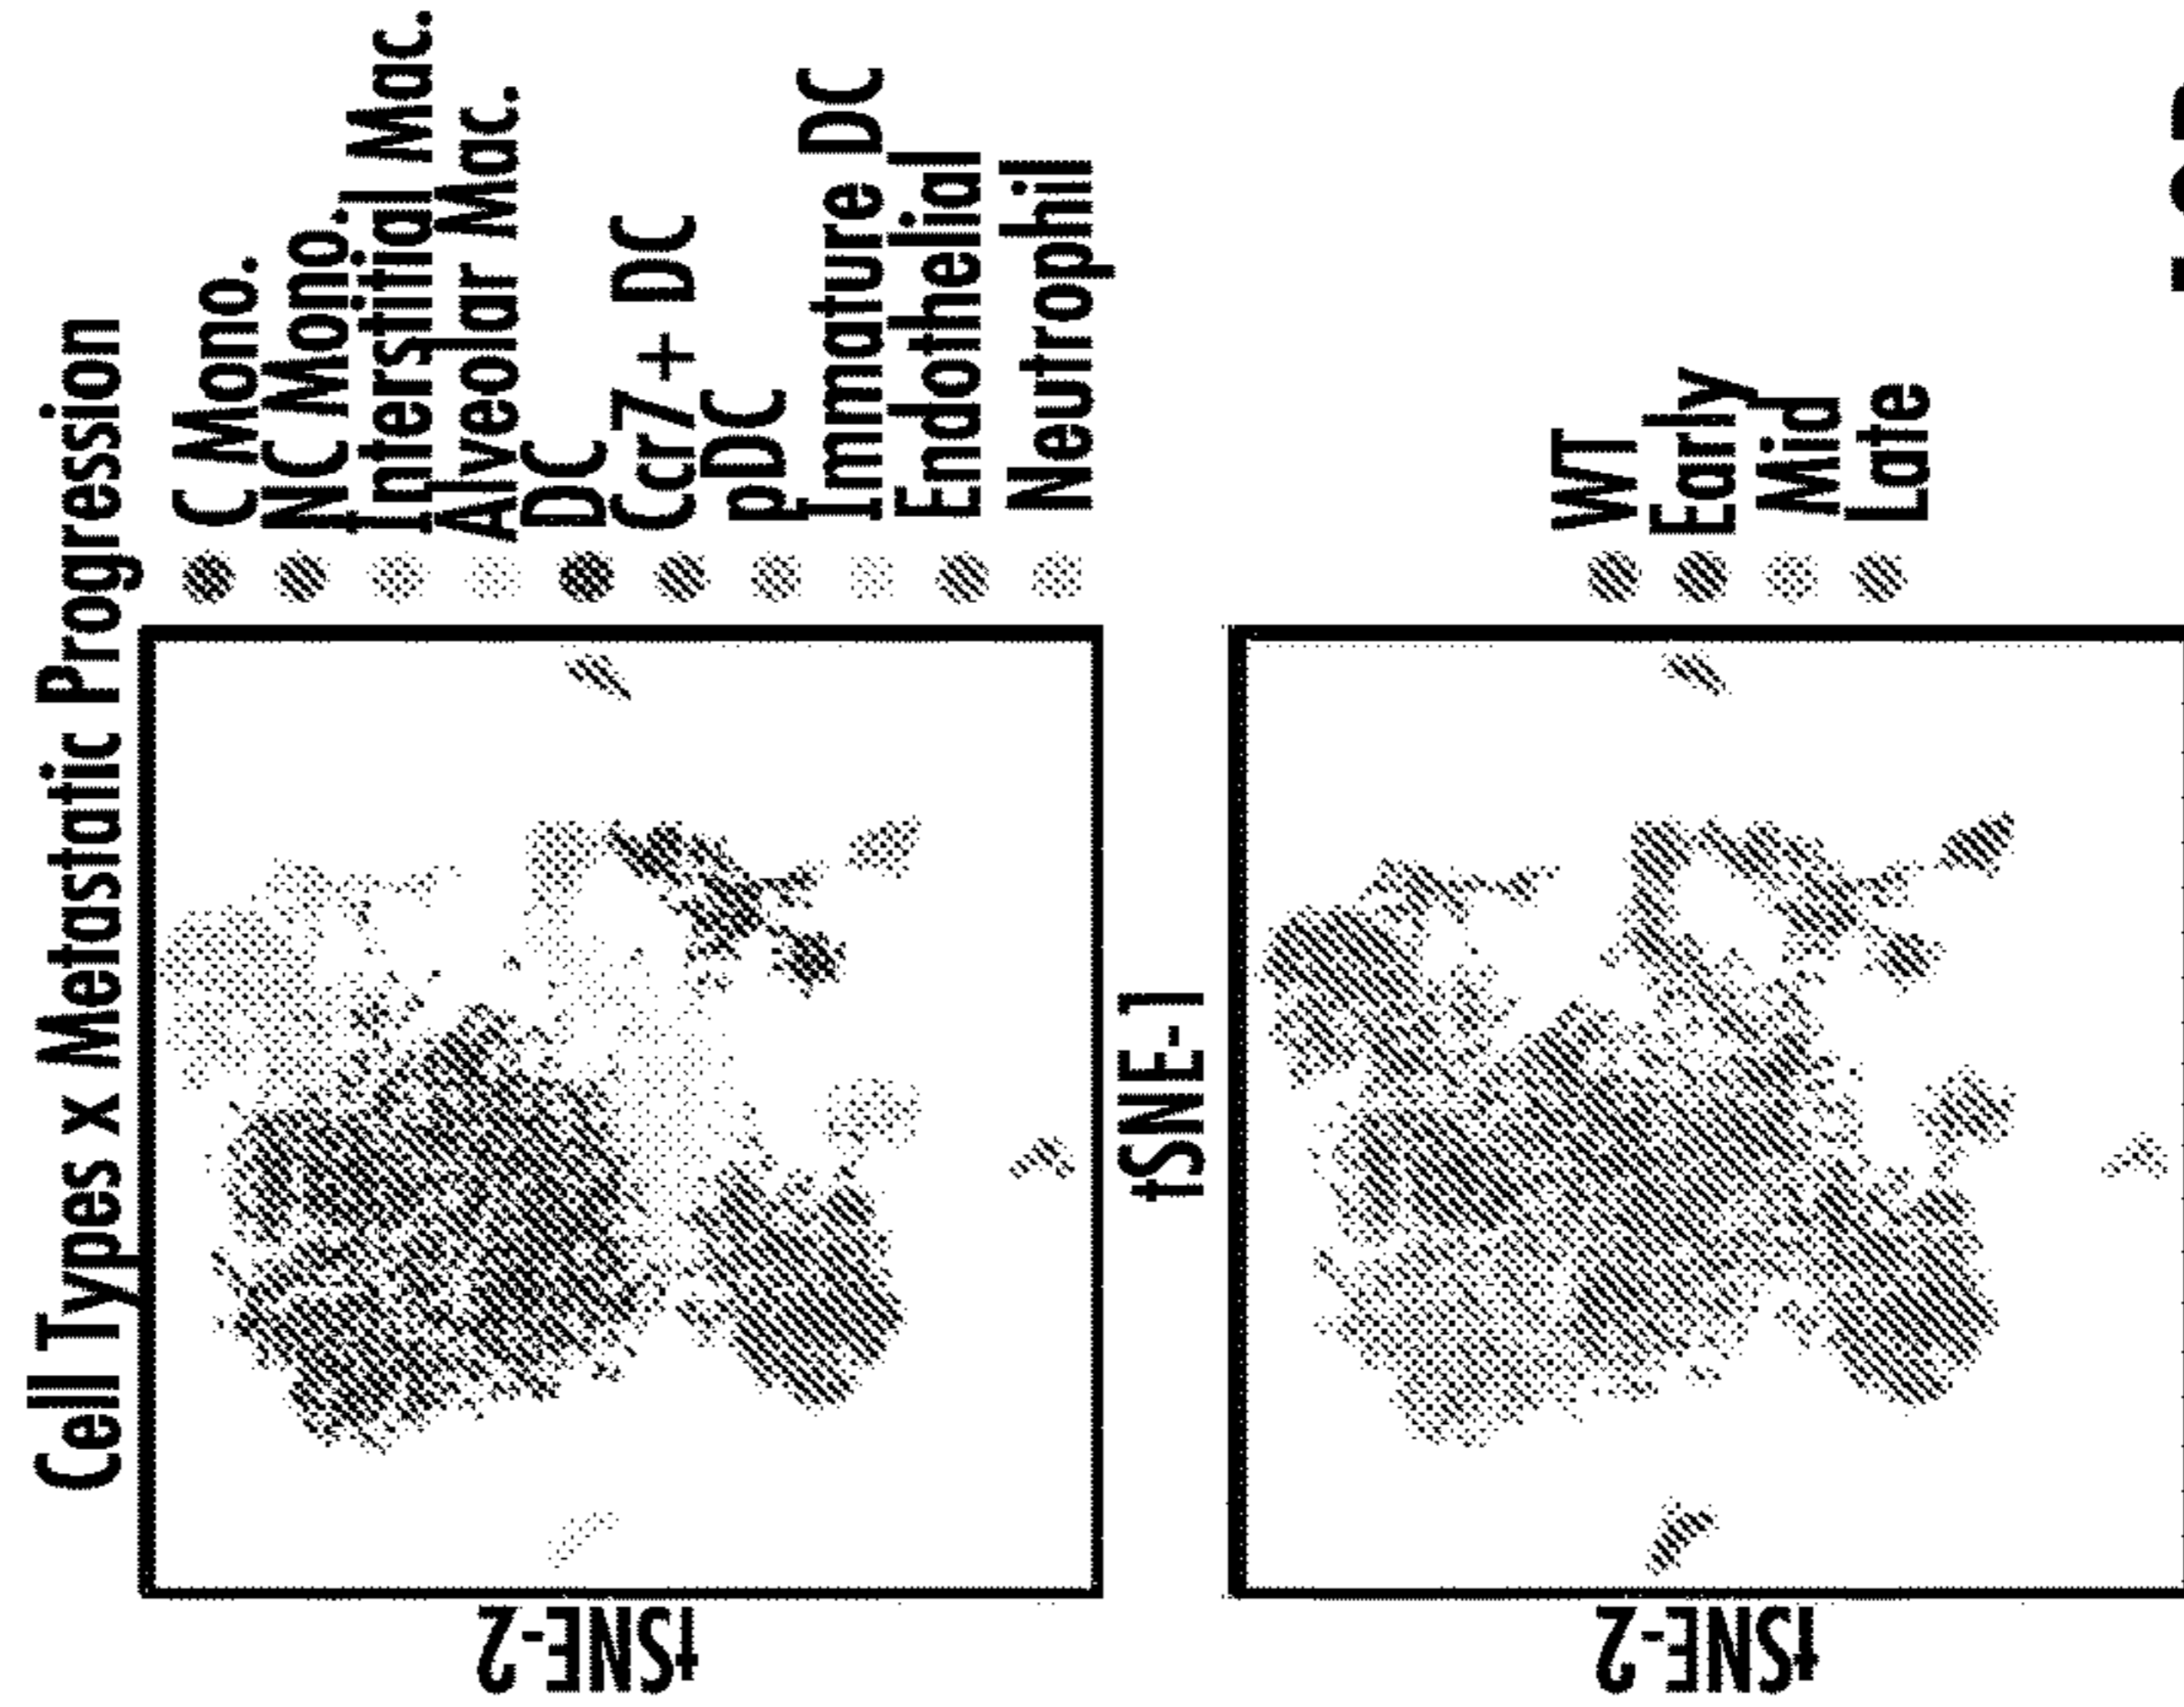 Cell Types x Metastatic Progression
C Mono.
NC Mono.
Interstitial Mac.
Alveolar Mac.
DC
Ccr7+ DC
pDC
Immature DC
Endothelial
Neutrophil
tSNE-2
tSNE-1
WT
Early
Mid
Late
tSNE-2